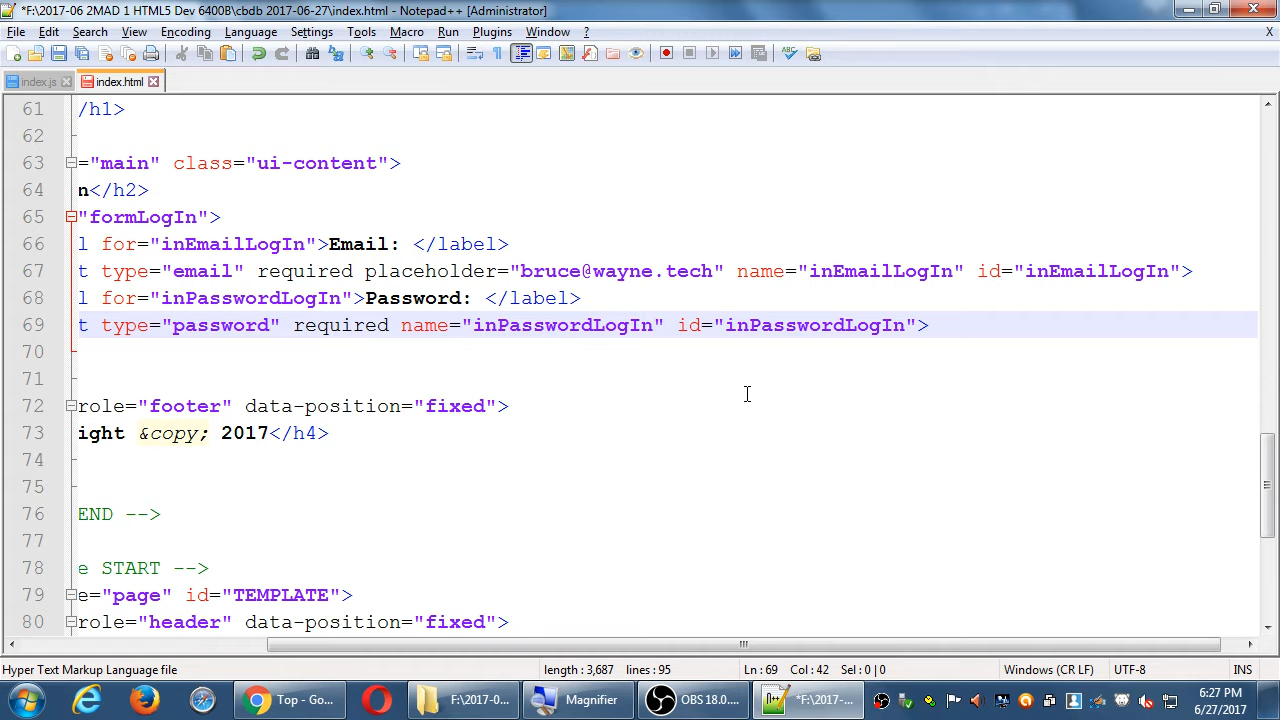 *F:\2017-06 2MAD 1 HTML5 Dev 6400B\cbdb 2017-06-27\index.html - Notepad++ [Administrator]
File Edit Search View Encoding Language Settings Tools Macro Run Plugins Window ? X
index.js index.html
61 /h1>
62
63 ="main" class="ui-content">
64 n</h2>
65 "formLogIn">
66 l for="inEmailLogIn">Email: </label>
67 t type="email" required placeholder="bruce@wayne.tech" name="inEmailLogIn" id="inEmailLogIn">
68 l for="inPasswordLogIn">Password: </label>
69 t type="password" required name="inPasswordLogIn" id="inPasswordLogIn">
70
71
72 role="footer" data-position="fixed">
73 ight &copy; 2017</h4>
74
75
76 END -->
77
78 e START -->
79 e="page" id="TEMPLATE">
80 role="header" data-position="fixed">
Hyper Text Markup Language file length : 3,687 lines : 95 Ln : 69 Col : 42 Sel : 0 | 0 Windows (CR LF) UTF-8 INS
Top - Go... F:\2017-0... Magnifier OBS 18.0.... *F:\2017-... 6:27 PM
6/27/2017